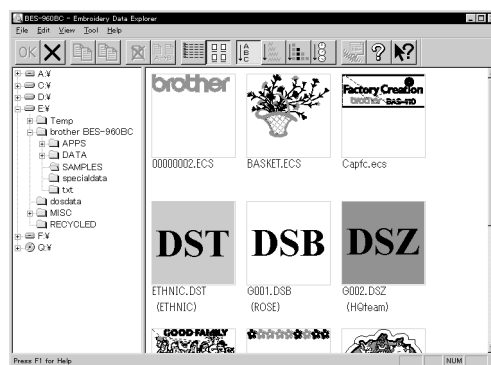 BES-960BC - Embroidery Data Explorer
File Edit View Tool Help
OK
A B C
A:¥
C:¥
D:¥
E:¥
Temp
brother BES-960BC
APPS
DATA
SAMPLES
specialdata
txt
dosdata
MISC
RECYCLED
F:¥
Q:¥
brother
Factory Creation
brother BAS-410
00000002.ECS BASKET.ECS Capfc.ecs
DST DSB DSZ
ETHNIC.DST G001.DSB G002.DSZ
(ETHNIC) (ROSE) (HQteam)
GOOD FAMILY
Press F1 for Help
NUM